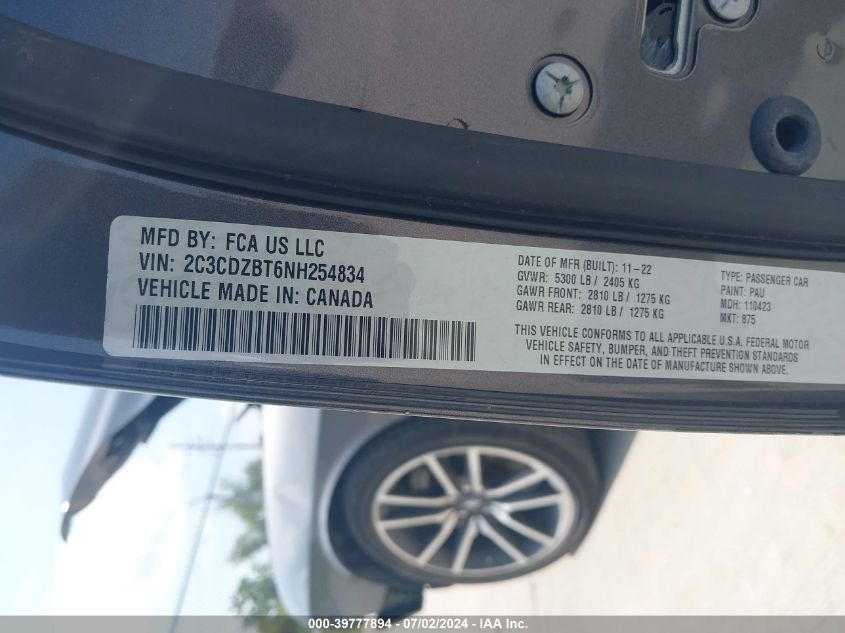 MFD BY: FCA US LLC
VIN: 2C3CDZBT6NH254834
VEHICLE MADE IN: CANADA
DATE OF MFR (BUILT): 11-22
GVWR: 5300 LB / 2405 KG
GAWR FRONT: 2810 LB / 1275 KG
GAWR REAR: 2810 LB / 1275 KG
TYPE: PASSENGER CAR
PAINT: PAU
MDH: 110423
MKT: 875
THIS VEHICLE CONFORMS TO ALL APPLICABLE U.S.A. FEDERAL MOTOR
VEHICLE SAFETY, BUMPER, AND THEFT PREVENTION STANDARDS
IN EFFECT ON THE DATE OF MANUFACTURE SHOWN ABOVE.
000-39777894 - 07/02/2024 - IAA Inc.